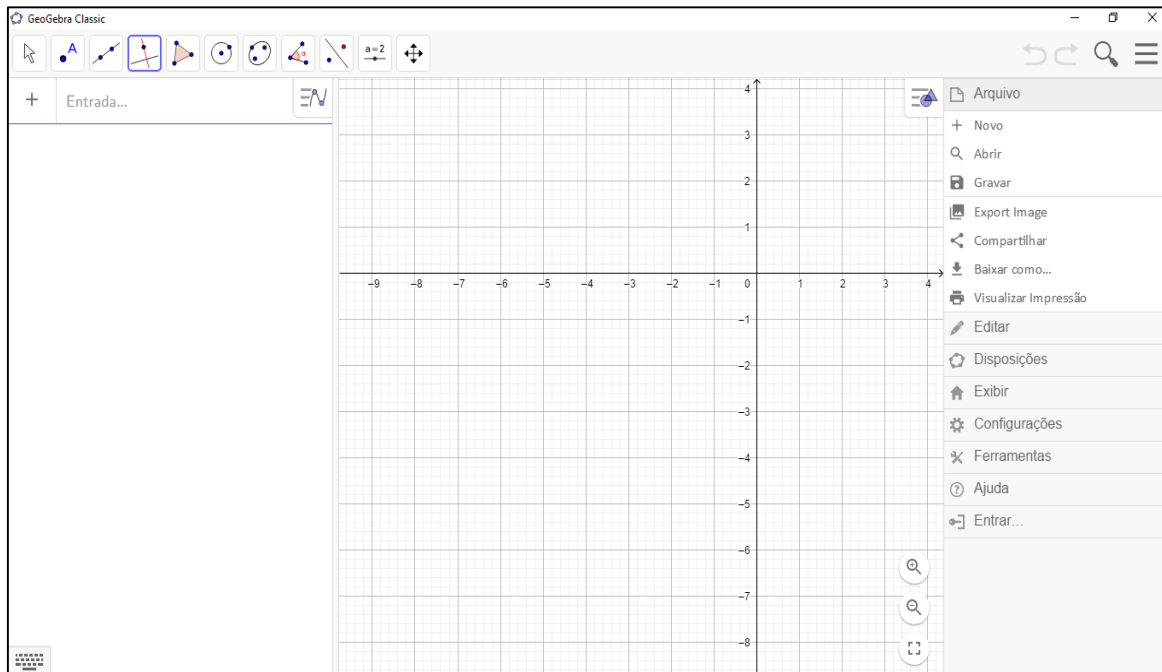 GeoGebra Classic
A
α
a=2
Entrada...
Arquivo
Novo
Abrir
Gravar
Export Image
Compartilhar
Baixar como...
Visualizar Impressão
Editar
Disposições
Exibir
Configurações
Ferramentas
Ajuda
Entrar...
4
3
2
1
−9 −8 −7 −6 −5 −4 −3 −2 −1 0 1 2 3 4
−1
−2
−3
−4
−5
−6
−7
−8